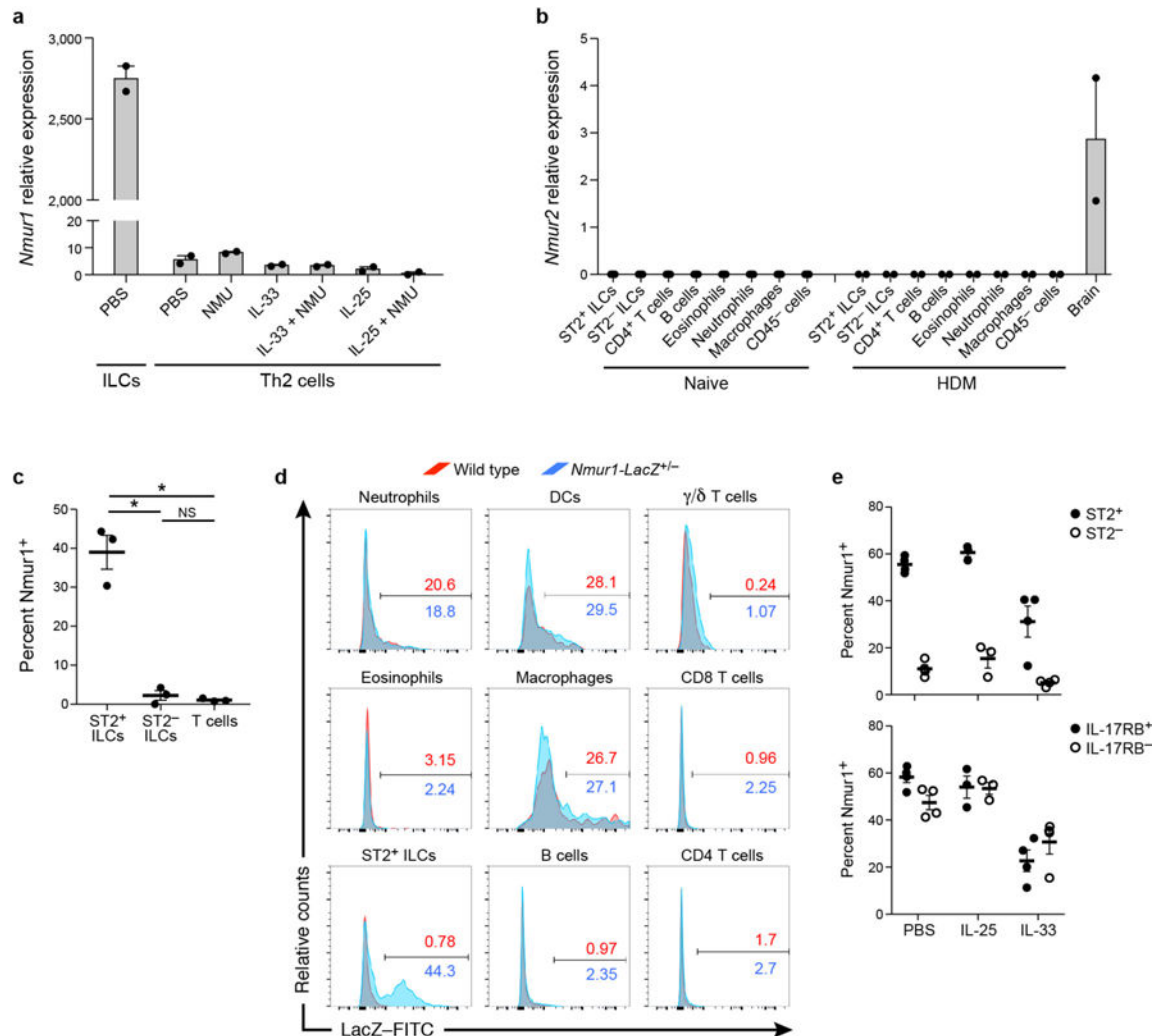 a
Nmur1 relative expression
3,000
2,500
2,000
20
10
0
PBS
PBS
NMU
IL-33
IL-33 + NMU
IL-25
IL-25 + NMU
ILCs
Th2 cells
b
Nmur2 relative expression
5
4
3
2
1
0
ST2+ ILCs
ST2– ILCs
CD4+ T cells
B cells
Eosinophils
Neutrophils
Macrophages
CD45– cells
ST2+ ILCs
ST2– ILCs
CD4+ T cells
B cells
Eosinophils
Neutrophils
Macrophages
CD45– cells
Brain
Naive
HDM
c
Percent Nmur1+
50
40
30
20
10
0
*
*
NS
ST2+ ILCs
ST2– ILCs
T cells
d
Wild type
Nmur1-LacZ+/–
Neutrophils
20.6
18.8
DCs
28.1
29.5
γ/δ T cells
0.24
1.07
Eosinophils
3.15
2.24
Macrophages
26.7
27.1
CD8 T cells
0.96
2.25
ST2+ ILCs
0.78
44.3
B cells
0.97
2.35
CD4 T cells
1.7
2.7
Relative counts
LacZ–FITC
e
Percent Nmur1+
60
40
20
0
ST2+
ST2–
Percent Nmur1+
80
60
40
20
0
IL-17RB+
IL-17RB–
PBS
IL-25
IL-33